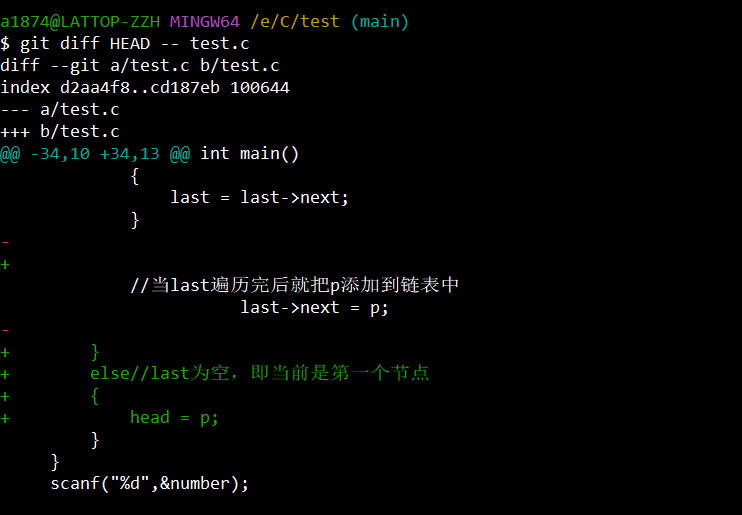 a1874@LATTOP-ZZH MINGW64 /e/C/test (main)
$ git diff HEAD -- test.c
diff --git a/test.c b/test.c
index d2aa4f8..cd187eb 100644
--- a/test.c
+++ b/test.c
@@ -34,10 +34,13 @@ int main()
             {
                 last = last->next;
             }
-
+
             //当last遍历完后就把p添加到链表中
                        last->next = p;
-
+        }
+        else//last为空，即当前是第一个节点
+        {
+            head = p;
         }
     }
     scanf("%d",&number);